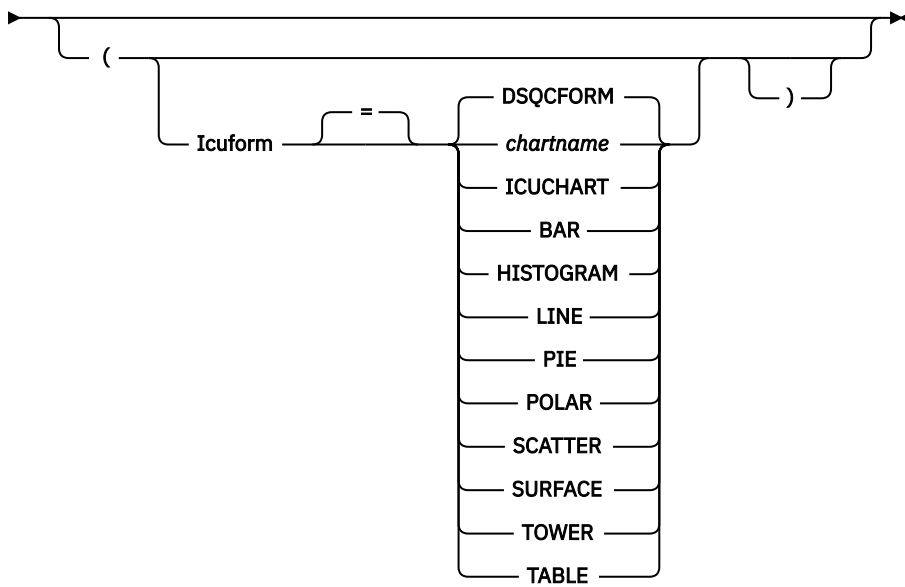 (
)
=
DSQCFORM
Icuform
chartname
ICUCHART
BAR
HISTOGRAM
LINE
PIE
POLAR
SCATTER
SURFACE
TOWER
TABLE